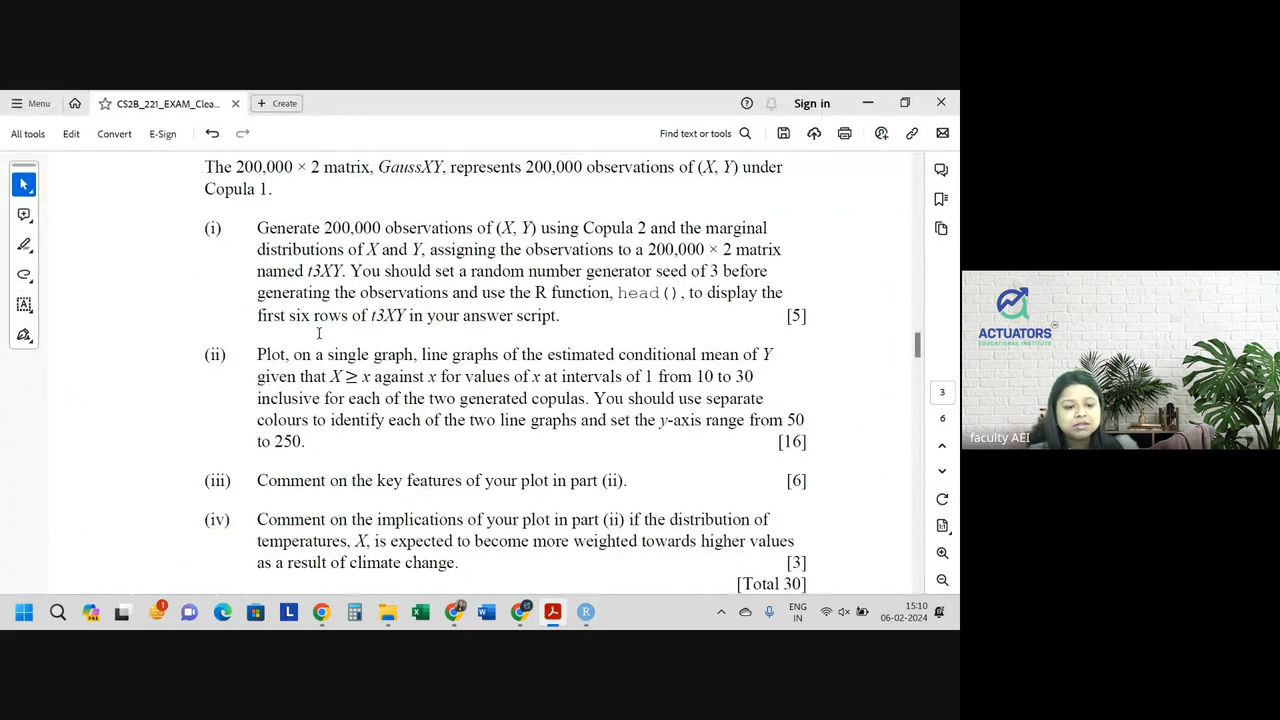 Menu
CS2B_221_EXAM_Clea...
Create
Sign in
All tools
Edit
Convert
E-Sign
Find text or tools
The 200,000 × 2 matrix, GaussXY, represents 200,000 observations of (X, Y) under
Copula 1.
(i) Generate 200,000 observations of (X, Y) using Copula 2 and the marginal
distributions of X and Y, assigning the observations to a 200,000 × 2 matrix
named t3XY. You should set a random number generator seed of 3 before
generating the observations and use the R function, head(), to display the
first six rows of t3XY in your answer script. [5]
(ii) Plot, on a single graph, line graphs of the estimated conditional mean of Y
given that X ≥ x against x for values of x at intervals of 1 from 10 to 30
inclusive for each of the two generated copulas. You should use separate
colours to identify each of the two line graphs and set the y-axis range from 50
to 250. [16]
(iii) Comment on the key features of your plot in part (ii). [6]
(iv) Comment on the implications of your plot in part (ii) if the distribution of
temperatures, X, is expected to become more weighted towards higher values
as a result of climate change. [3]
[Total 30]
3
6
ACTUATORS
EDUCATIONAL INSTITUTE
faculty AEI
PRE
1
L
R
ENG
IN
15:10
06-02-2024